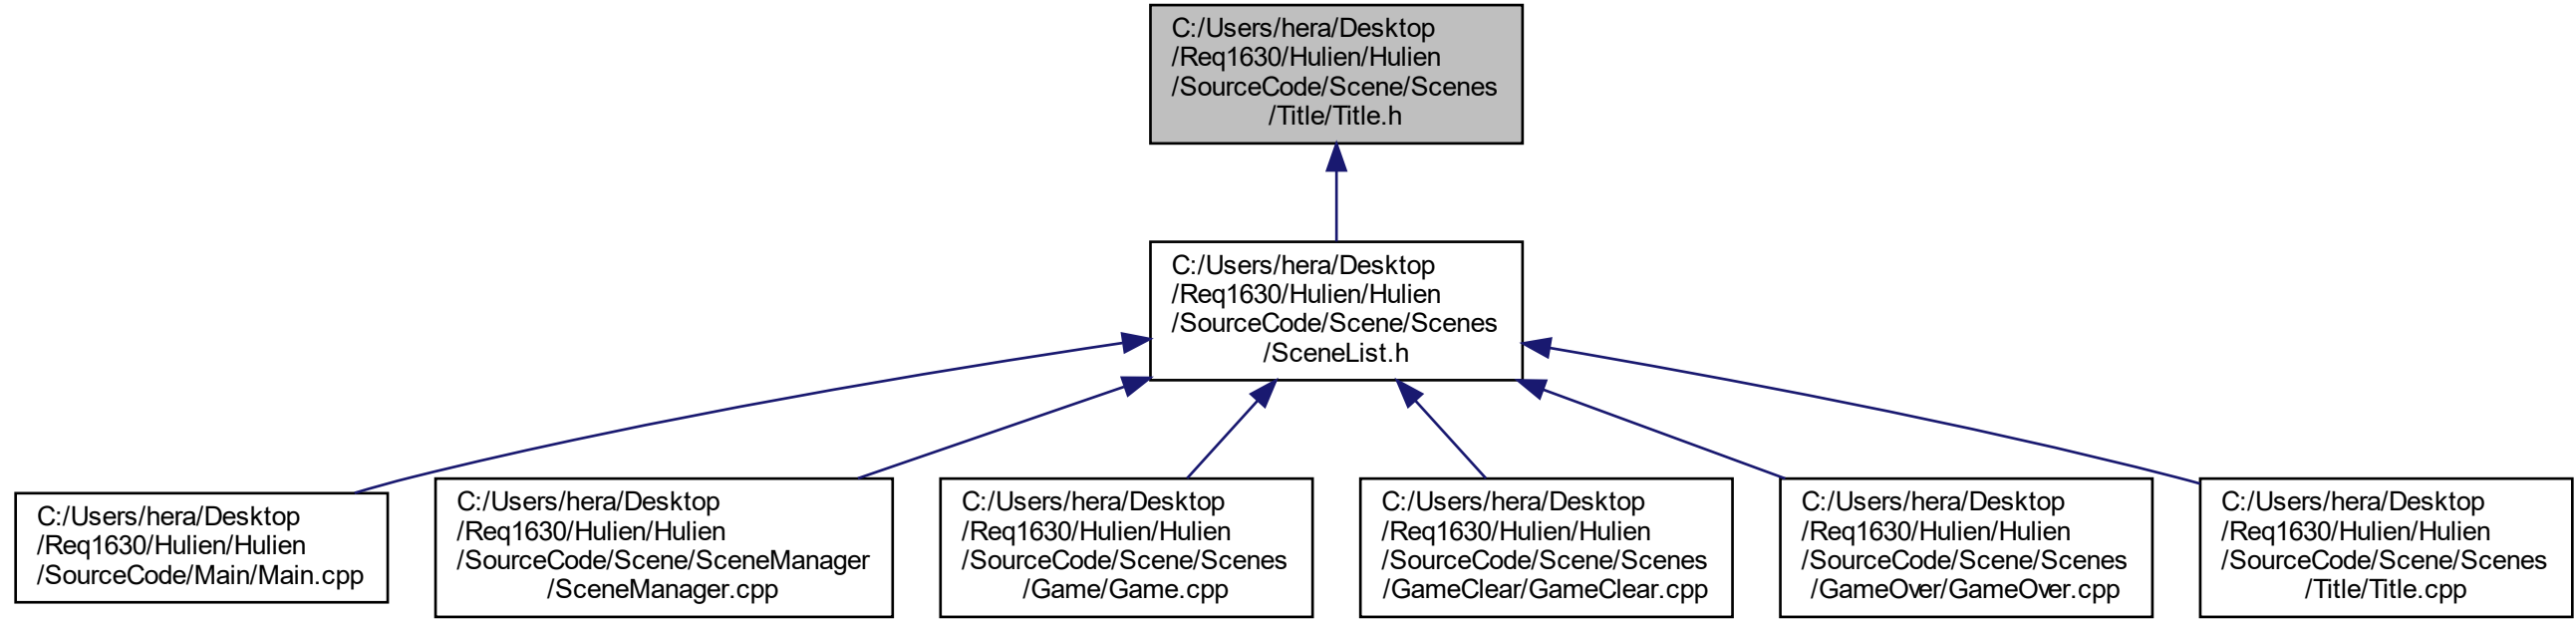 C:/Users/hera/Desktop
/Req1630/Hulien/Hulien
/SourceCode/Scene/Scenes
/Title/Title.h
C:/Users/hera/Desktop
/Req1630/Hulien/Hulien
/SourceCode/Scene/Scenes
/SceneList.h
C:/Users/hera/Desktop
/Req1630/Hulien/Hulien
/SourceCode/Main/Main.cpp
C:/Users/hera/Desktop
/Req1630/Hulien/Hulien
/SourceCode/Scene/SceneManager
/SceneManager.cpp
C:/Users/hera/Desktop
/Req1630/Hulien/Hulien
/SourceCode/Scene/Scenes
/Game/Game.cpp
C:/Users/hera/Desktop
/Req1630/Hulien/Hulien
/SourceCode/Scene/Scenes
/GameClear/GameClear.cpp
C:/Users/hera/Desktop
/Req1630/Hulien/Hulien
/SourceCode/Scene/Scenes
/GameOver/GameOver.cpp
C:/Users/hera/Desktop
/Req1630/Hulien/Hulien
/SourceCode/Scene/Scenes
/Title/Title.cpp